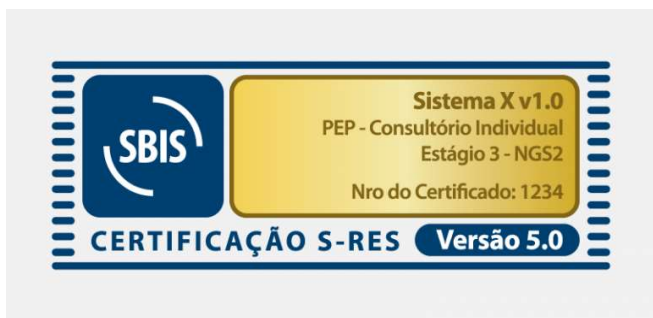 SBIS
Sistema X v1.0
PEP - Consultório Individual
Estágio 3 - NGS2
Nro do Certificado: 1234
CERTIFICAÇÃO S-RES Versão 5.0